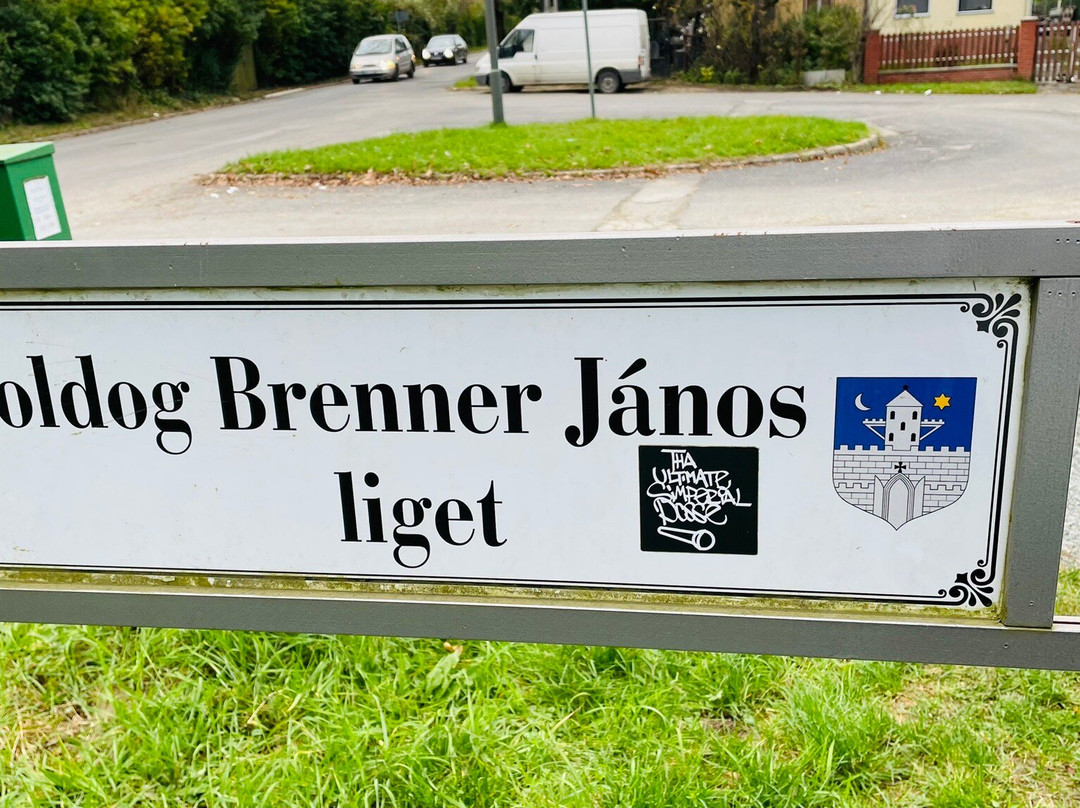 oldog Brenner János
liget
THA
ULTIMATE
IMPERIAL
POSSE